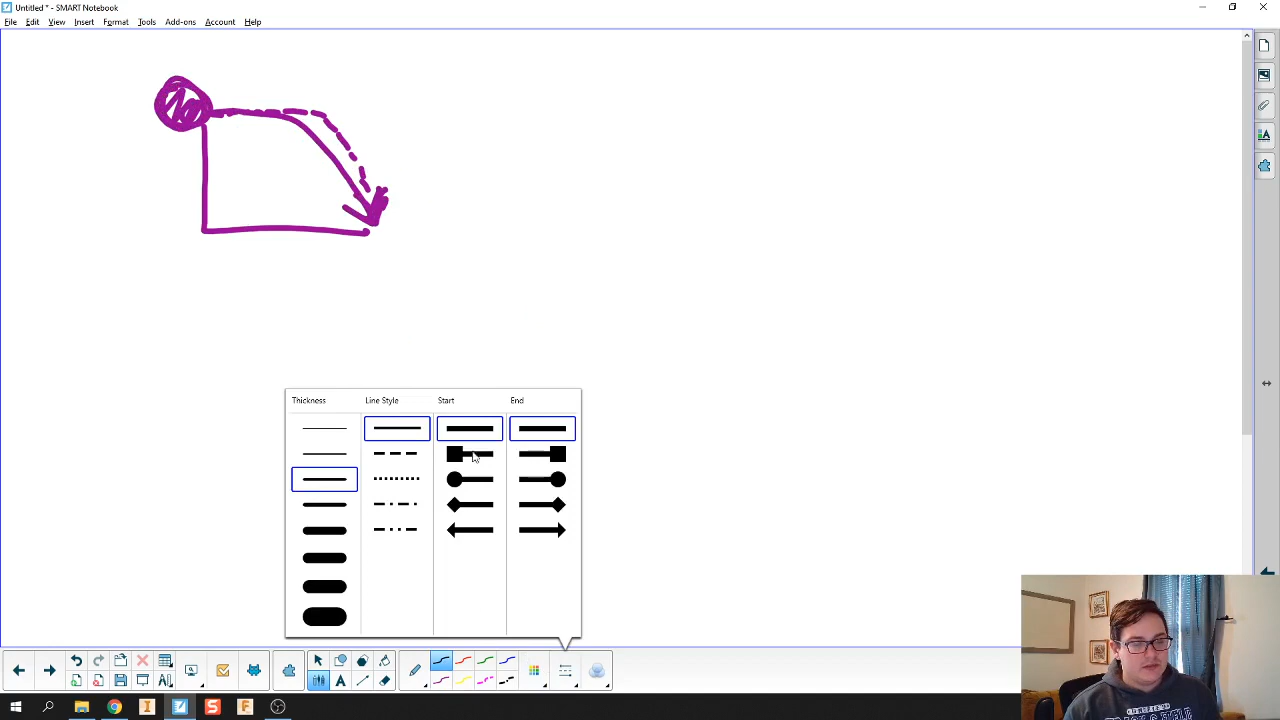 Untitled * - SMART Notebook
File Edit View Insert Format Tools Add-ons Account Help
Thickness Line Style Start End